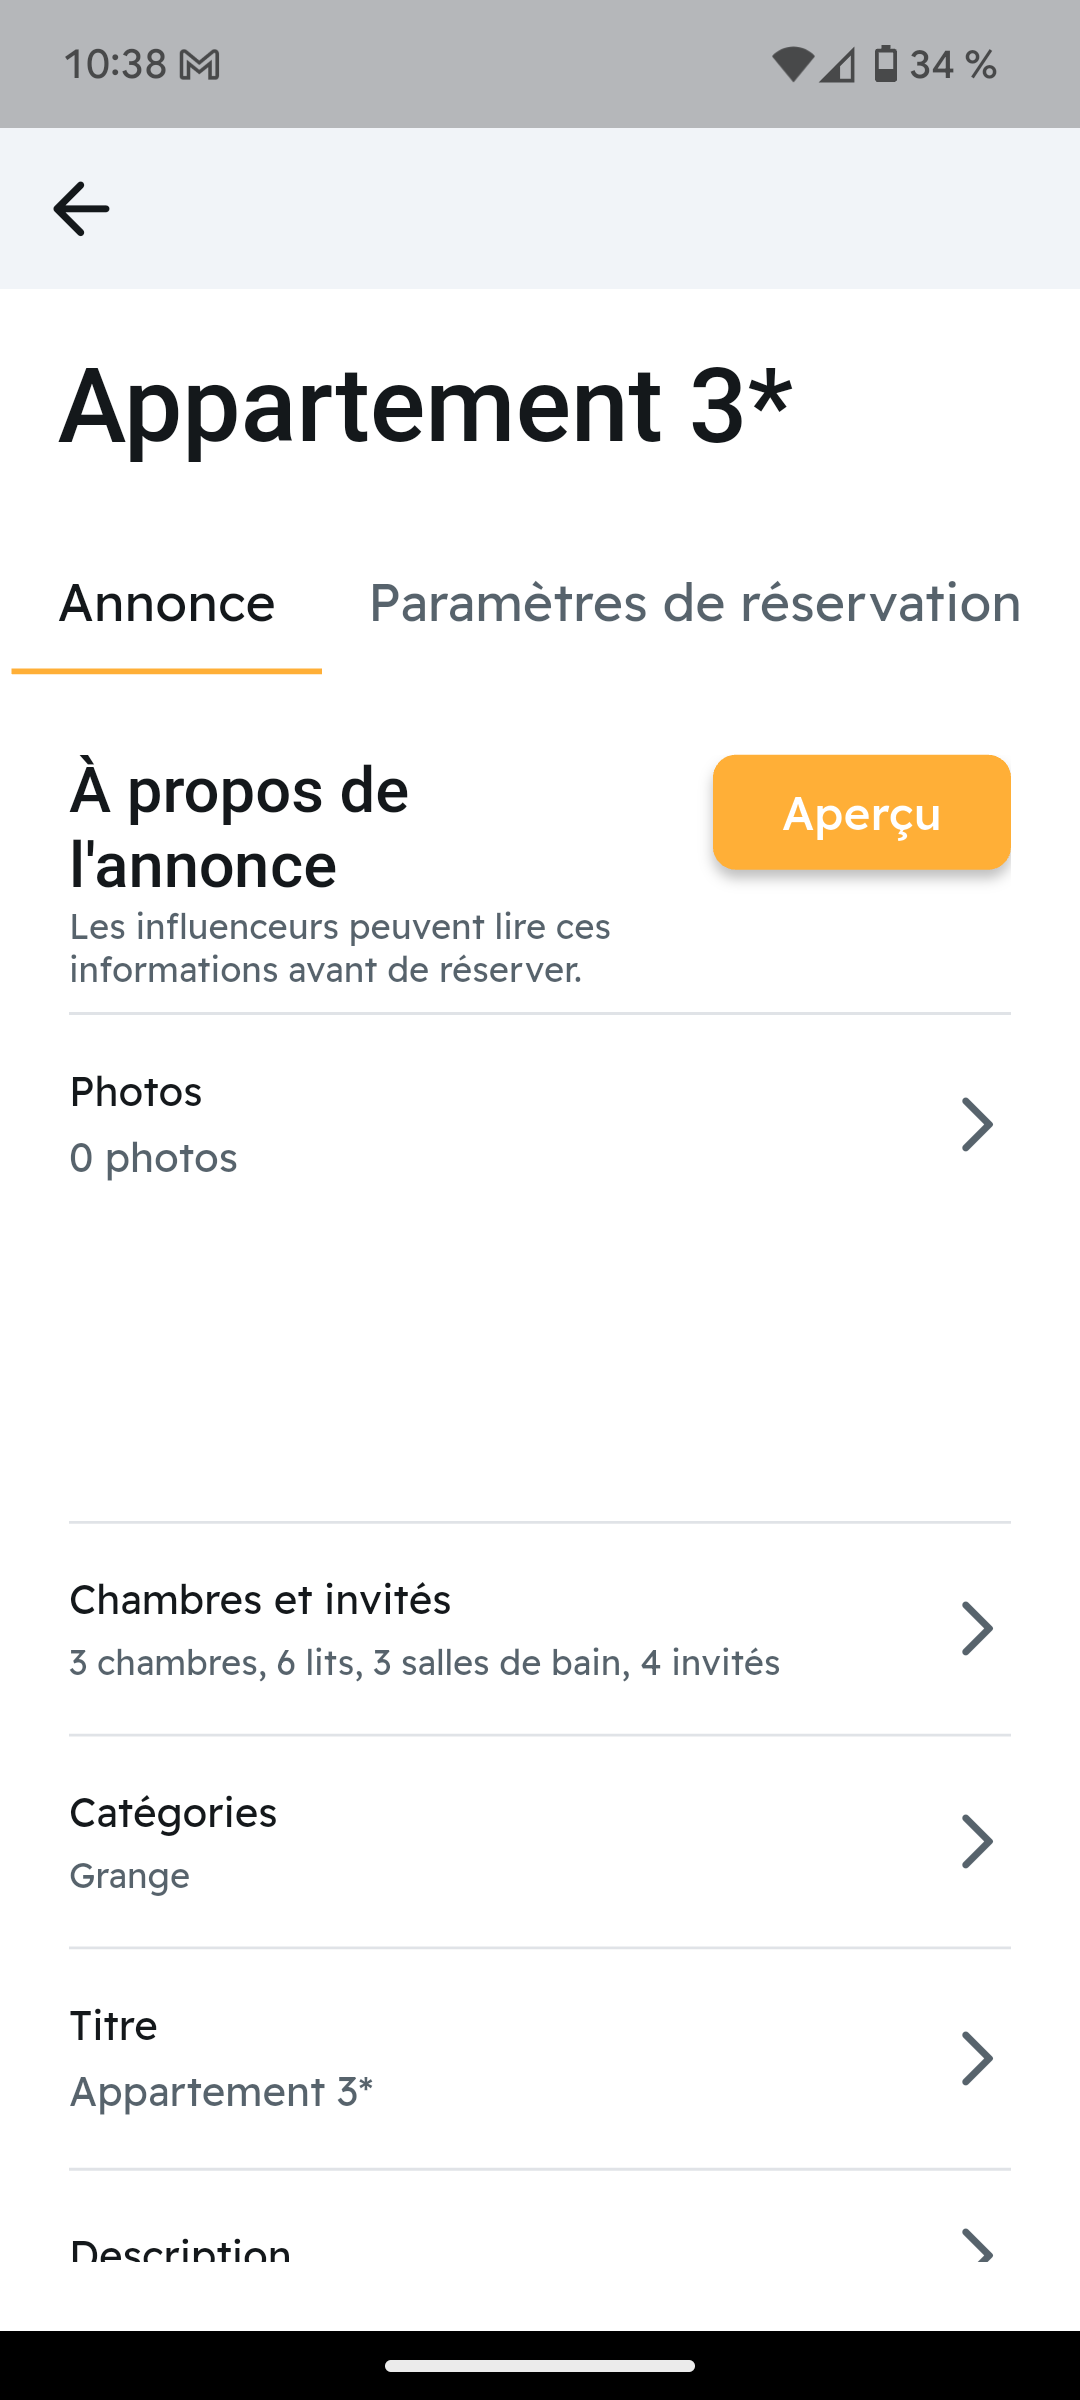 10:38
34 %
Appartement 3*
Annonce
Paramètres de réservation
À propos de
l'annonce
Aperçu
Les influenceurs peuvent lire ces
informations avant de réserver.
Photos
0 photos
Chambres et invités
3 chambres, 6 lits, 3 salles de bain, 4 invités
Catégories
Grange
Titre
Appartement 3*
Description